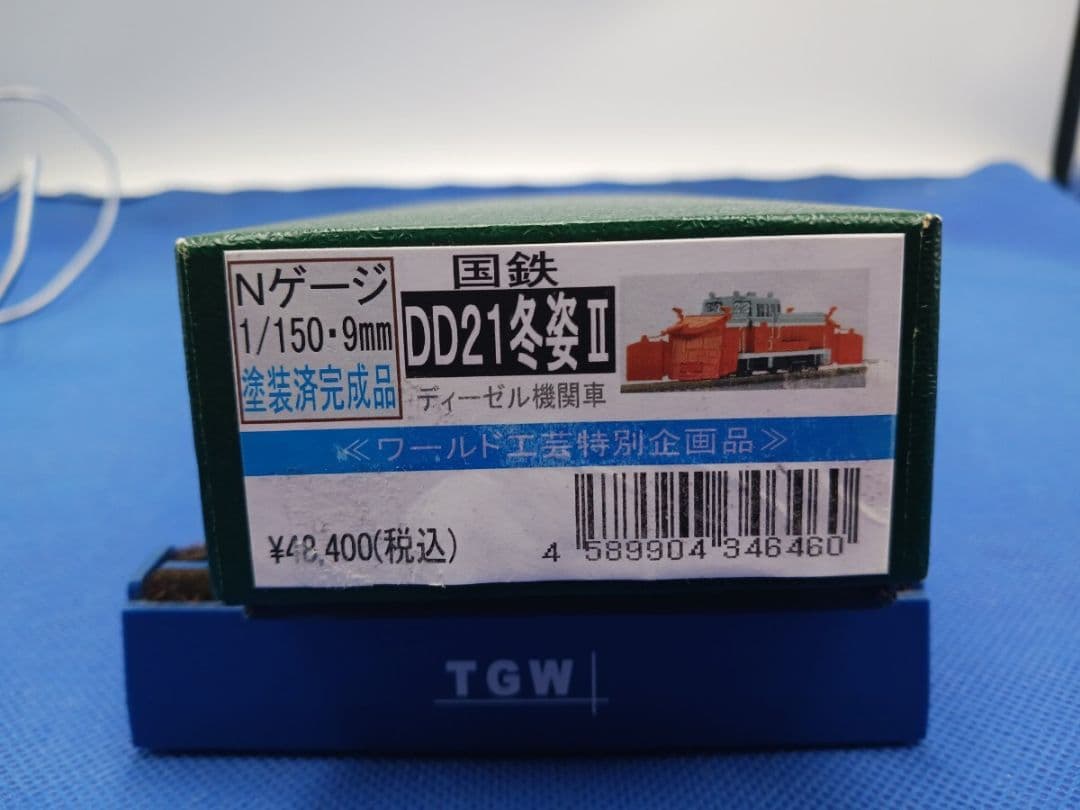 Nゲージ
1/150・9mm
塗装済完成品
国鉄
DD21冬姿Ⅱ
ディーゼル機関車
≪ワールド工芸特別企画品≫
¥48,400(税込)
4 589904 346460
TGW